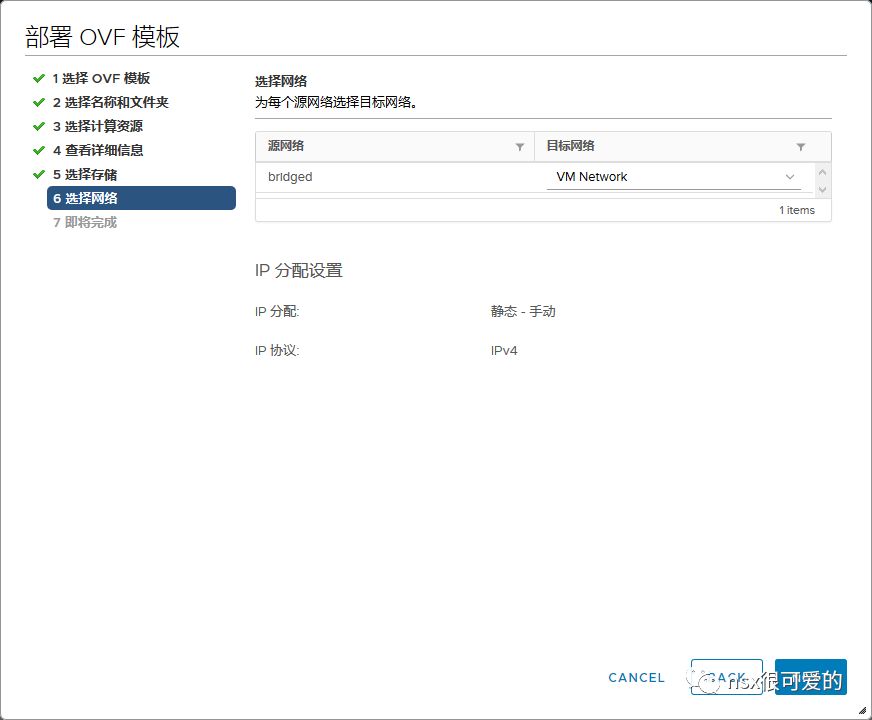 部署 OVF 模板
1 选择 OVF 模板
2 选择名称和文件夹
3 选择计算资源
4 查看详细信息
5 选择存储
6 选择网络
7 即将完成
选择网络
为每个源网络选择目标网络。
源网络 目标网络
bridged VM Network
1 items
IP 分配设置
IP 分配: 静态 - 手动
IP 协议: IPv4
CANCEL BACK
nsx很可爱的